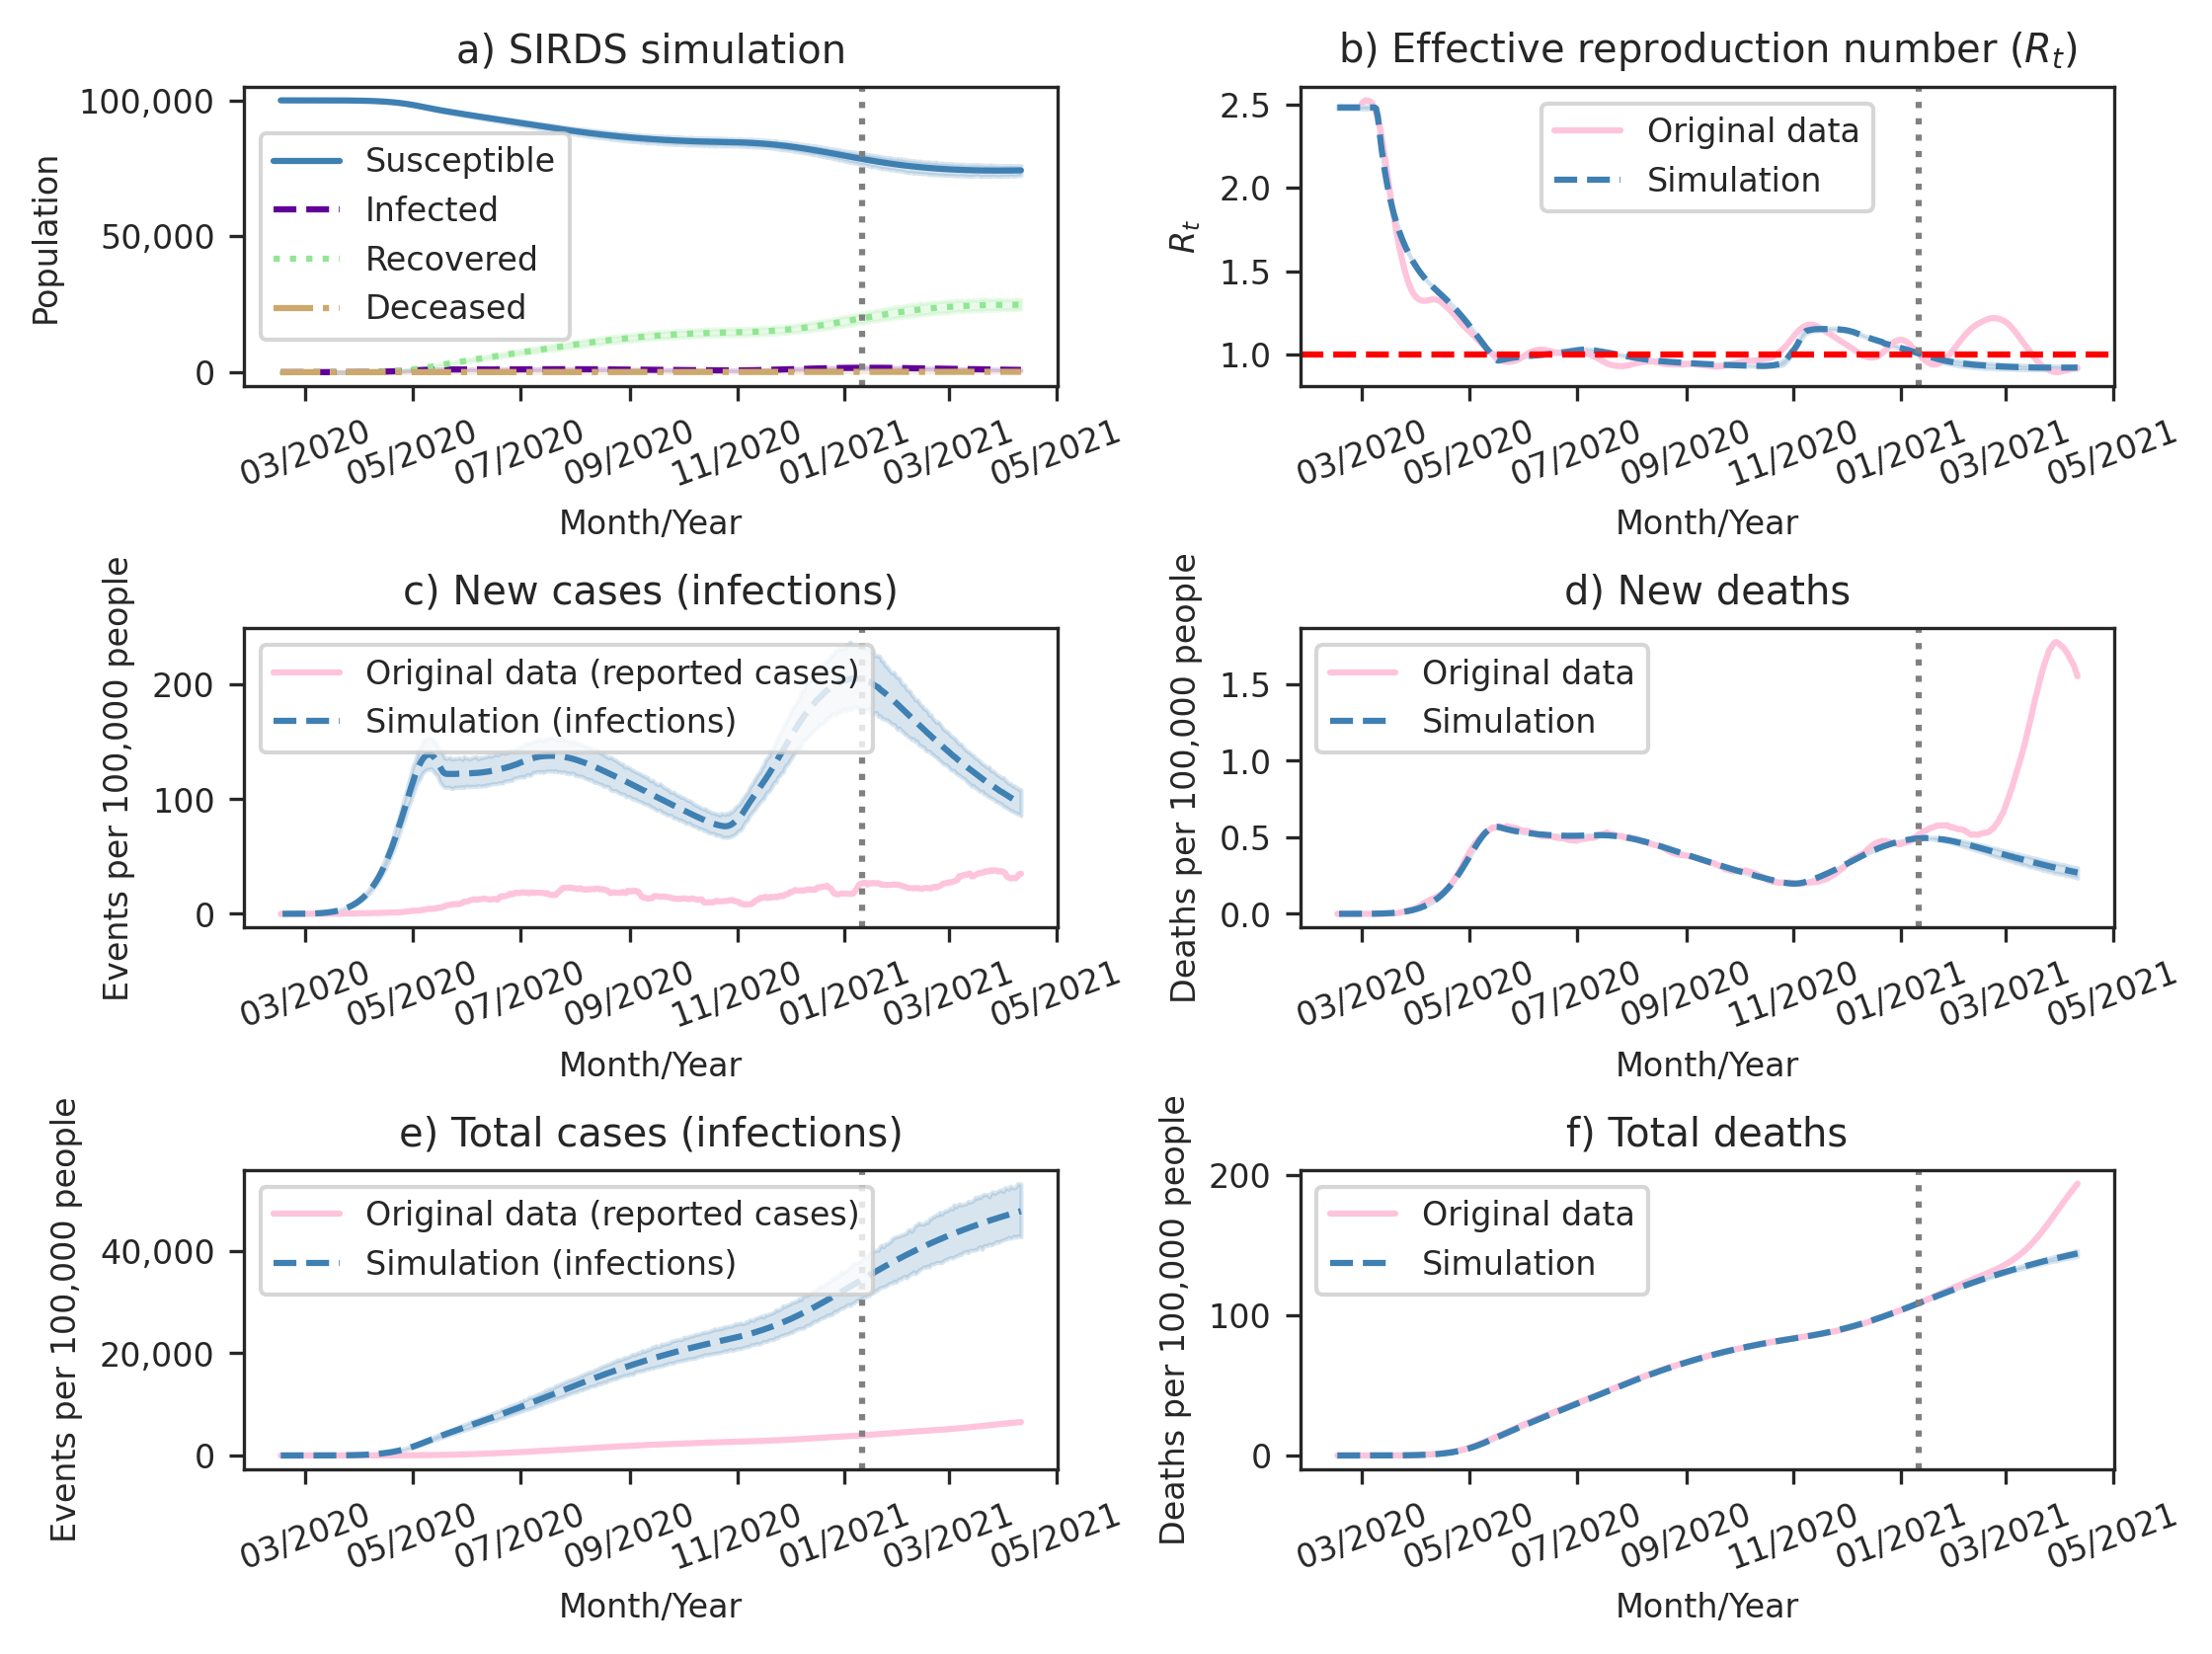 a) SIRDS simulation
Population
100,000
50,000
0
Susceptible
Infected
Recovered
Deceased
03/2020
05/2020
07/2020
09/2020
11/2020
01/2021
03/2021
05/2021
Month/Year
b) Effective reproduction number (Rₜ)
Rₜ
2.5
2.0
1.5
1.0
Original data
Simulation
03/2020
05/2020
07/2020
09/2020
11/2020
01/2021
03/2021
05/2021
Month/Year
c) New cases (infections)
Events per 100,000 people
200
100
0
Original data (reported cases)
Simulation (infections)
03/2020
05/2020
07/2020
09/2020
11/2020
01/2021
03/2021
05/2021
Month/Year
d) New deaths
Deaths per 100,000 people
1.5
1.0
0.5
0.0
Original data
Simulation
03/2020
05/2020
07/2020
09/2020
11/2020
01/2021
03/2021
05/2021
Month/Year
e) Total cases (infections)
Events per 100,000 people
40,000
20,000
0
Original data (reported cases)
Simulation (infections)
03/2020
05/2020
07/2020
09/2020
11/2020
01/2021
03/2021
05/2021
Month/Year
f) Total deaths
Deaths per 100,000 people
200
100
0
Original data
Simulation
03/2020
05/2020
07/2020
09/2020
11/2020
01/2021
03/2021
05/2021
Month/Year